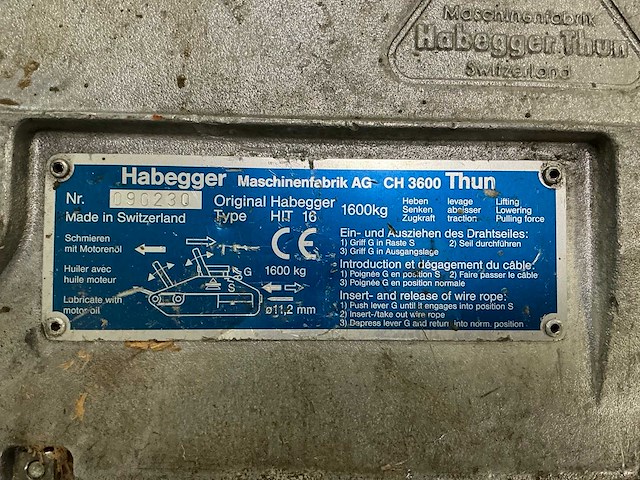 Maschinenfabrik
Habegger Thun
Switzerland
Habegger Maschinenfabrik AG CH 3600 Thun
Nr. 090230
Made in Switzerland
Original Habegger
Type HIT 16
1600kg
Heben levage Lifting
Senken abaisser Lowering
Zugkraft traction Pulling force
Schmieren
mit Motorenöl
Huiler avec
huile moteur
Lubricate with
motor oil
CE
G
S
1600 kg
ø11,2 mm
Ein- und Ausziehen des Drahtseiles:
1) Griff G in Raste S 2) Seil durchführen
3) Griff G in Ausgangslage
Introduction et dégagement du câble:
1) Poignée G en position S 2) Faire passer le câble
3) Poignée G en position normale
Insert- and release of wire rope:
1) Push lever G until it engages into position S
2) Insert-/take out wire rope
3) Depress lever G and return into norm. position